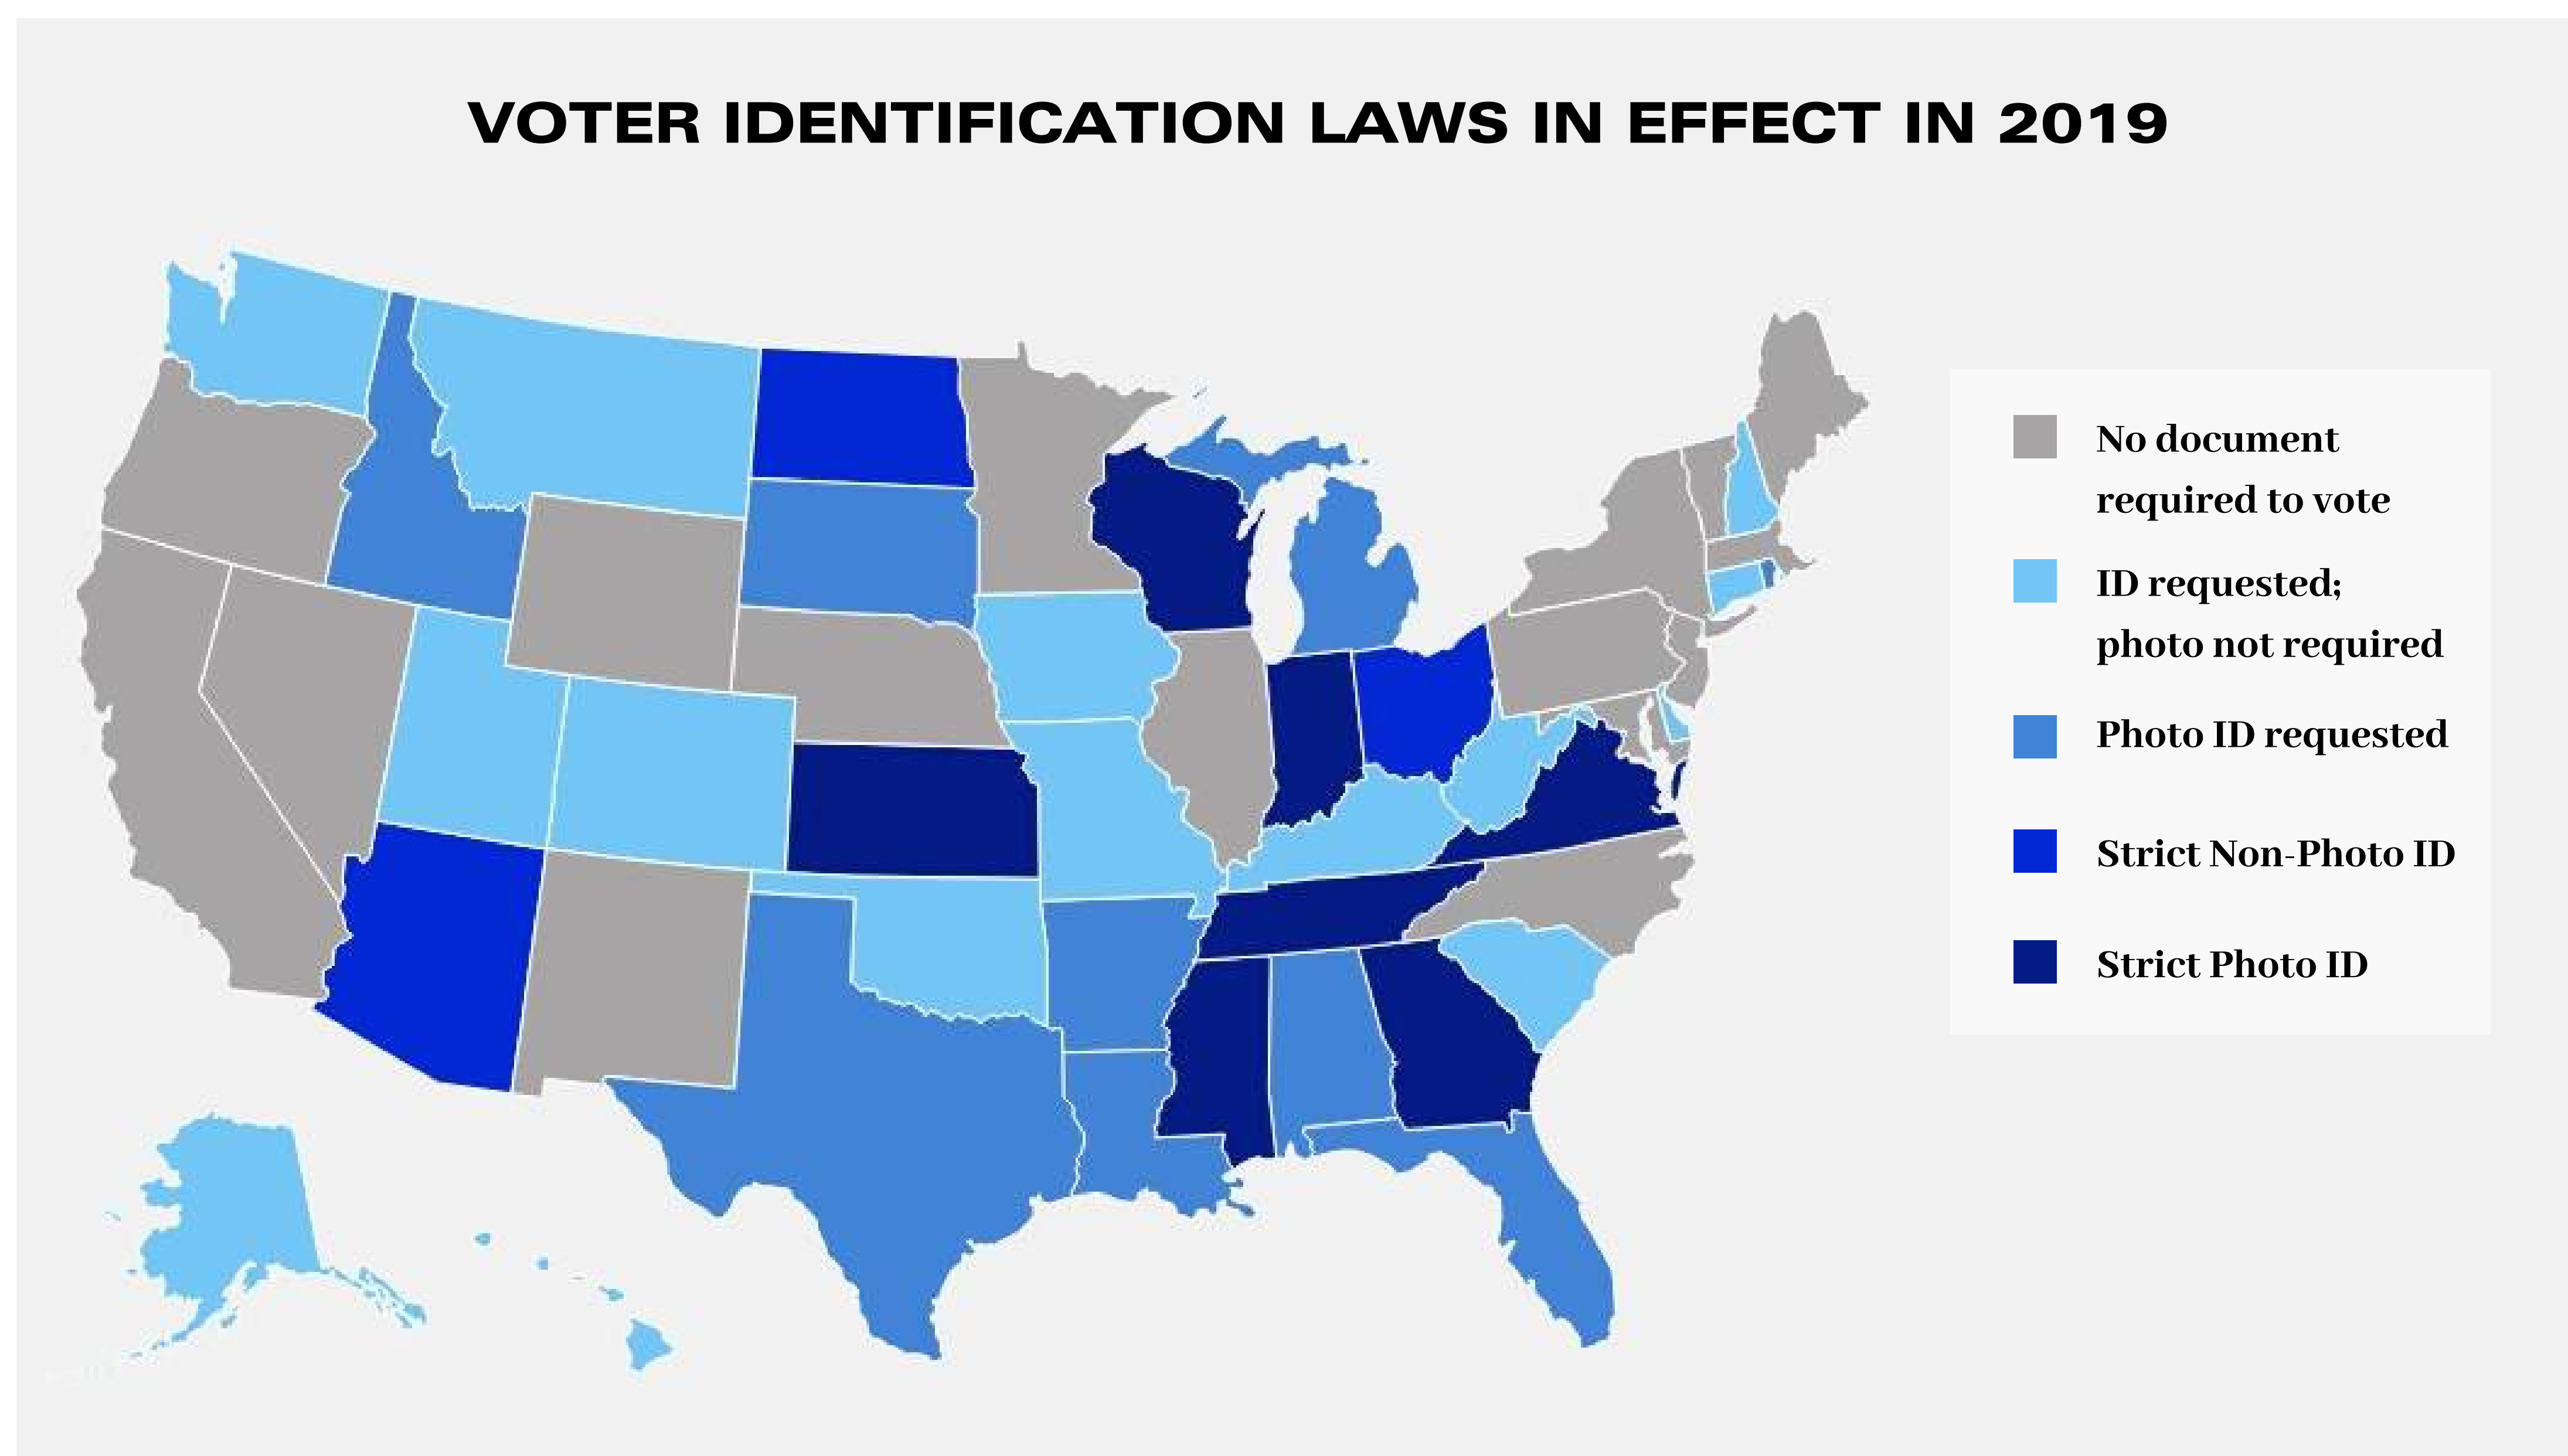 VOTER IDENTIFICATION LAWS IN EFFECT IN 2019
No document
required to vote
ID requested;
photo not required
Photo ID requested
Strict Non-Photo ID
Strict Photo ID